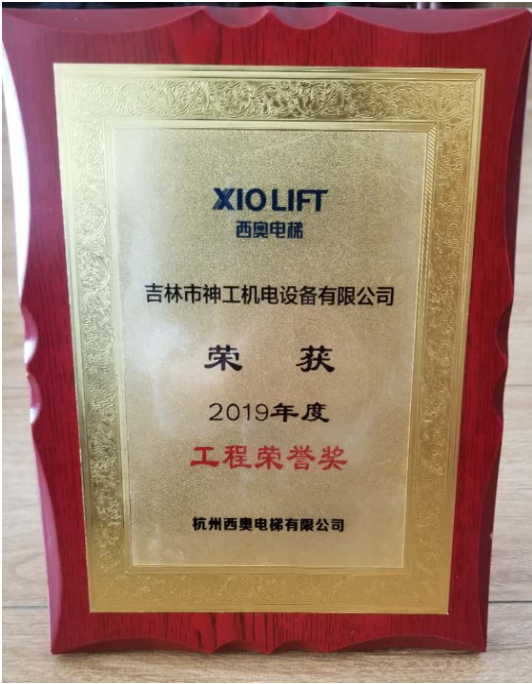 XIOLIFT
西奥电梯
吉林市神工机电设备有限公司
荣 获
2019年度
工程荣誉奖
杭州西奥电梯有限公司